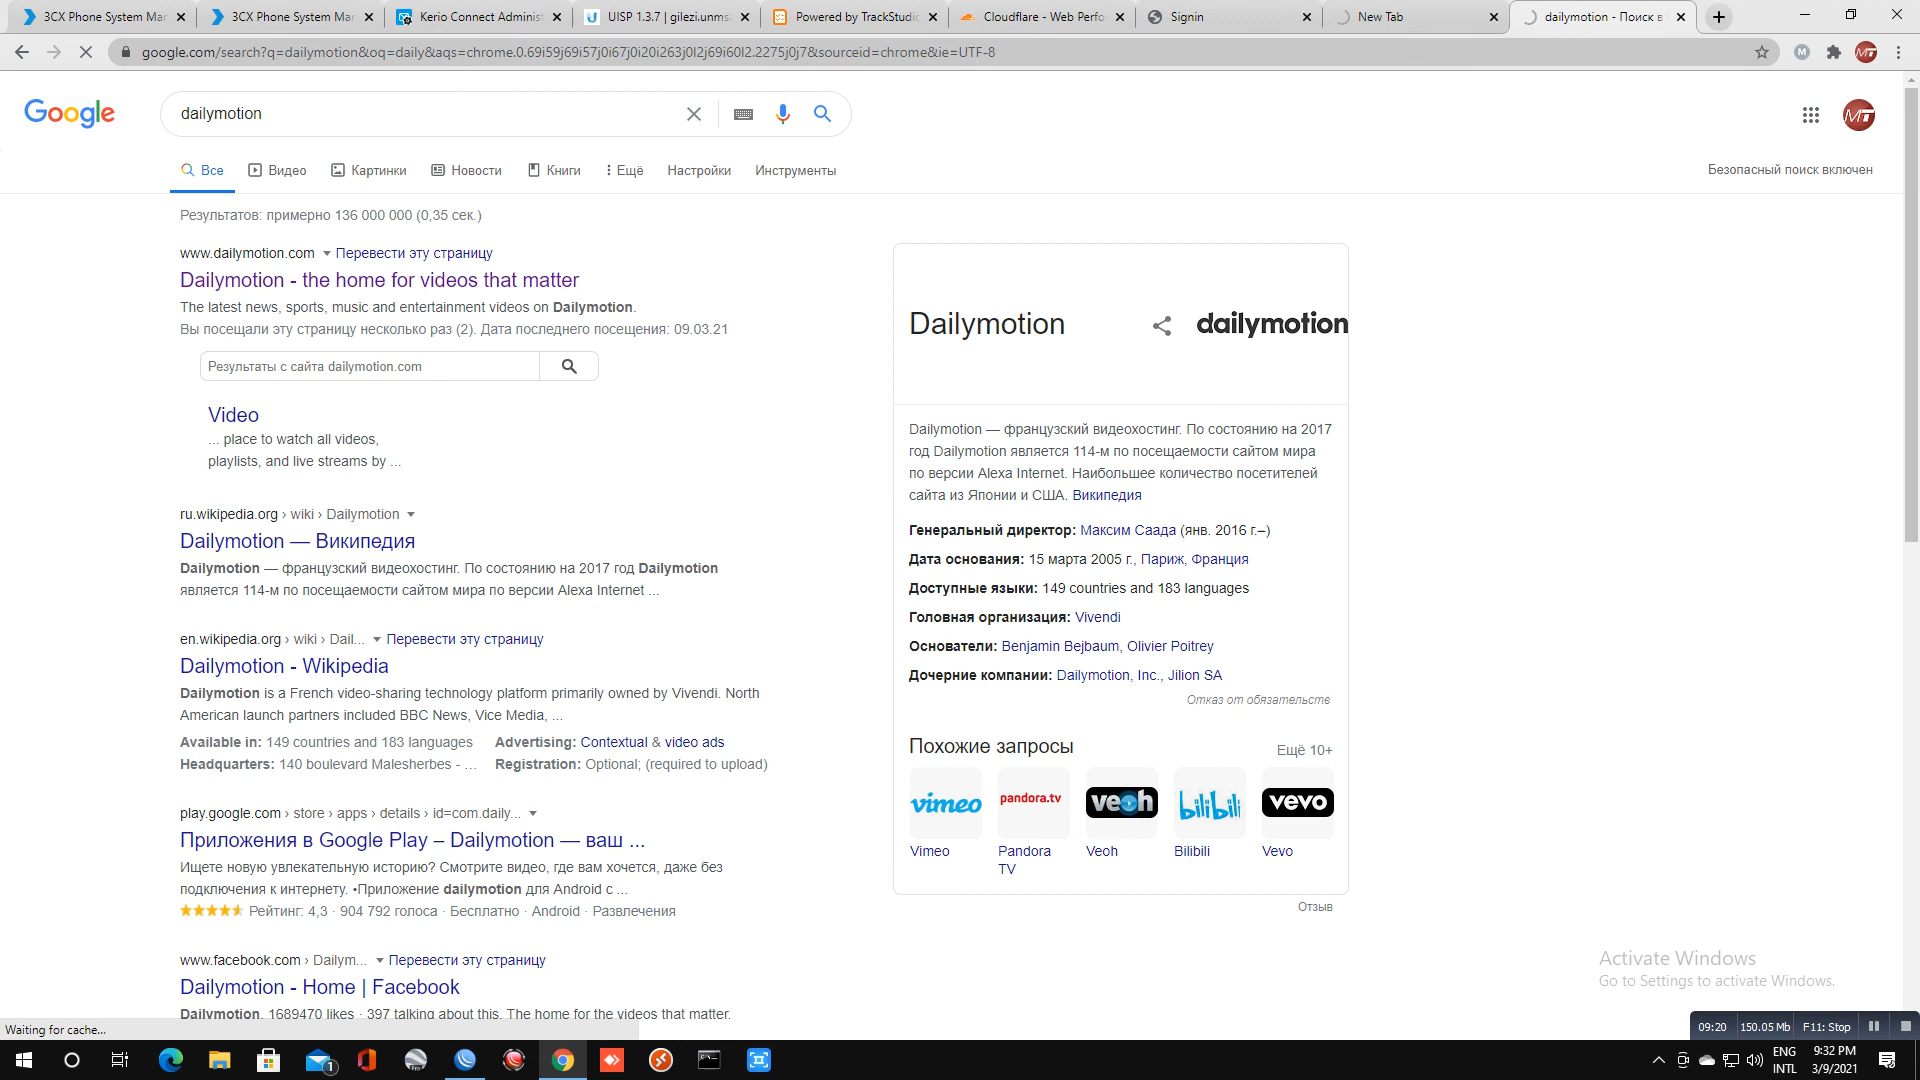 3CX Phone System Mar
3CX Phone System Mar
Kerio Connect Administ
UISP 1.3.7 | gilezi.unms
Powered by TrackStudio
Cloudflare - Web Perfo
Signin
New Tab
dailymotion - Поиск в
google.com/search?q=dailymotion&oq=daily&aqs=chrome.0.69i59j69i57j0i67j0i20i263j0l2j69i60l2.2275j0j7&sourceid=chrome&ie=UTF-8
Google
dailymotion
Все
Видео
Картинки
Новости
Книги
Ещё
Настройки
Инструменты
Безопасный поиск включен
Результатов: примерно 136 000 000 (0,35 сек.)
www.dailymotion.com Перевести эту страницу
Dailymotion - the home for videos that matter
The latest news, sports, music and entertainment videos on Dailymotion.
Вы посещали эту страницу несколько раз (2). Дата последнего посещения: 09.03.21
Результаты с сайта dailymotion.com
Video
... place to watch all videos,
playlists, and live streams by ...
ru.wikipedia.org › wiki › Dailymotion
Dailymotion — Википедия
Dailymotion — французский видеохостинг. По состоянию на 2017 год Dailymotion
является 114-м по посещаемости сайтом мира по версии Alexa Internet ...
en.wikipedia.org › wiki › Dail... Перевести эту страницу
Dailymotion - Wikipedia
Dailymotion is a French video-sharing technology platform primarily owned by Vivendi. North
American launch partners included BBC News, Vice Media, ...
Available in: 149 countries and 183 languages Advertising: Contextual & video ads
Headquarters: 140 boulevard Malesherbes - ... Registration: Optional; (required to upload)
play.google.com › store › apps › details › id=com.daily...
Приложения в Google Play – Dailymotion — ваш ...
Ищете новую увлекательную историю? Смотрите видео, где вам хочется, даже без
подключения к интернету. •Приложение dailymotion для Android с ...
Рейтинг: 4,3 · 904 792 голоса · Бесплатно · Android · Развлечения
www.facebook.com › Dailym... Перевести эту страницу
Dailymotion - Home | Facebook
Dailymotion. 1689470 likes · 397 talking about this. The home for the videos that matter.
Dailymotion
dailymotion
Dailymotion — французский видеохостинг. По состоянию на 2017
год Dailymotion является 114-м по посещаемости сайтом мира
по версии Alexa Internet. Наибольшее количество посетителей
сайта из Японии и США. Википедия
Генеральный директор: Максим Саада (янв. 2016 г.–)
Дата основания: 15 марта 2005 г., Париж, Франция
Доступные языки: 149 countries and 183 languages
Головная организация: Vivendi
Основатели: Benjamin Bejbaum, Olivier Poitrey
Дочерние компании: Dailymotion, Inc., Jilion SA
Отказ от обязательсте
Похожие запросы
Ещё 10+
vimeo
pandora.tv
veoh
bilibili
vevo
Vimeo
Pandora
TV
Veoh
Bilibili
Vevo
Отзыв
Activate Windows
Go to Settings to activate Windows.
Waiting for cache...
09:20 150.05 Mb F11: Stop
1
ENG
INTL
9:32 PM
3/9/2021